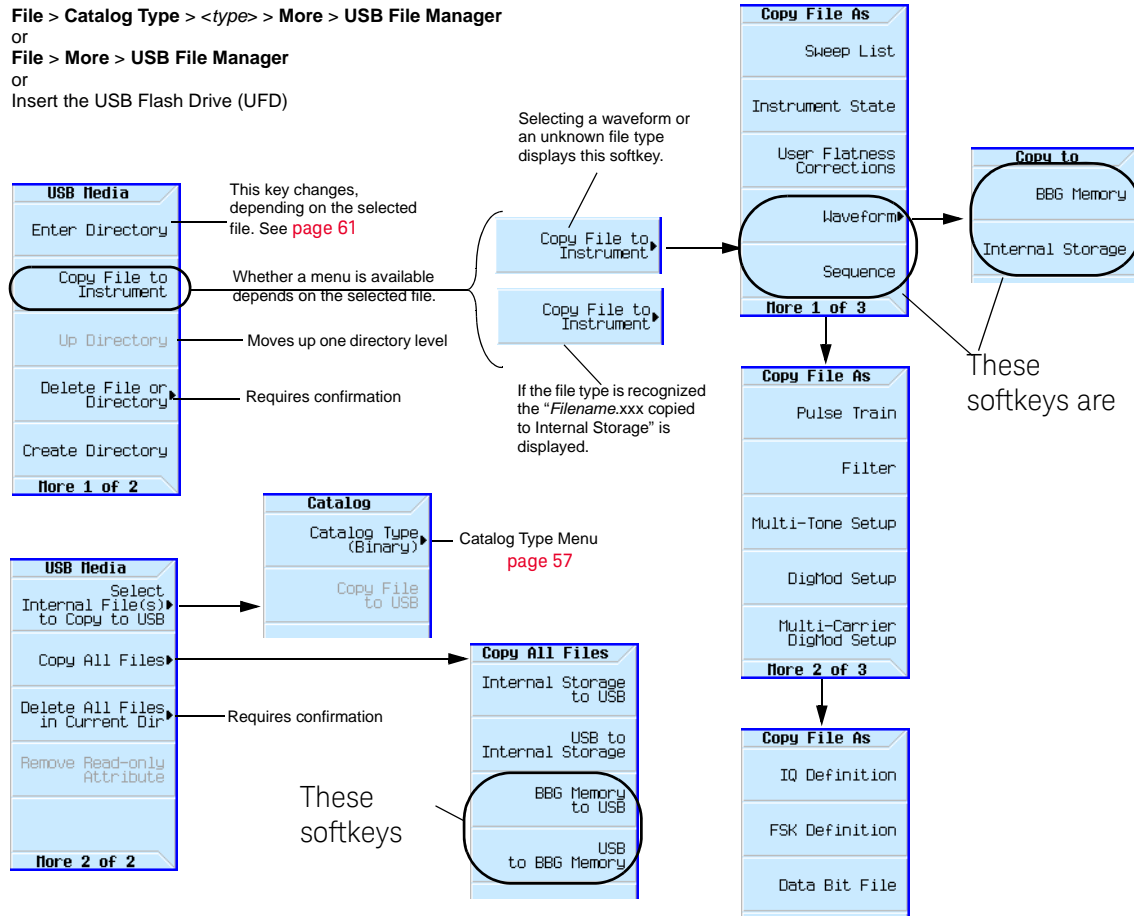 File > Catalog Type > <type> > More > USB File Manager
or
File > More > USB File Manager
or
Insert the USB Flash Drive (UFD)
USB Media
Enter Directory
Copy File to
Instrument
Up Directory
Delete File or
Directory
Create Directory
More 1 of 2
This key changes,
depending on the selected
file. See page 61
Whether a menu is available
depends on the selected file.
Moves up one directory level
Requires confirmation
Selecting a waveform or
an unknown file type
displays this softkey.
Copy File to
Instrument
Copy File to
Instrument
If the file type is recognized
the “Filename.xxx copied
to Internal Storage” is
displayed.
Copy File As
Sweep List
Instrument State
User Flatness
Corrections
Waveform
Sequence
More 1 of 3
Copy to
BBG Memory
Internal Storage
These
softkeys are
Copy File As
Pulse Train
Filter
Multi-Tone Setup
DigMod Setup
Multi-Carrier
DigMod Setup
More 2 of 3
Copy File As
IQ Definition
FSK Definition
Data Bit File
USB Media
Select
Internal File(s)
to Copy to USB
Copy All Files
Delete All Files
in Current Dir
Remove Read-only
Attribute
More 2 of 2
Catalog
Catalog Type
(Binary)
Copy File
to USB
Catalog Type Menu
page 57
Requires confirmation
Copy All Files
Internal Storage
to USB
USB to
Internal Storage
BBG Memory
to USB
USB
to BBG Memory
These
softkeys